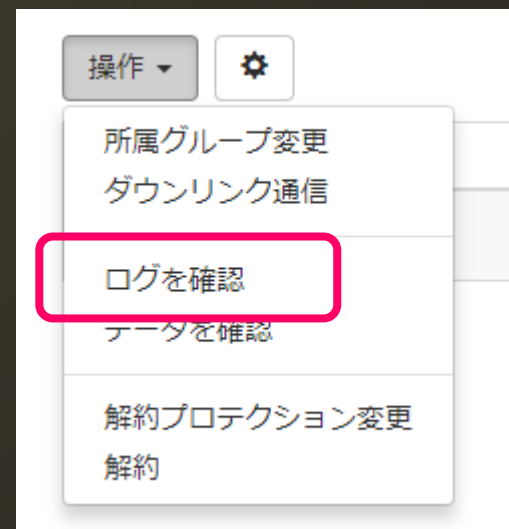 操作
所属グループ変更
ダウンリンク通信
ログを確認
データを確認
解約プロテクション変更
解約